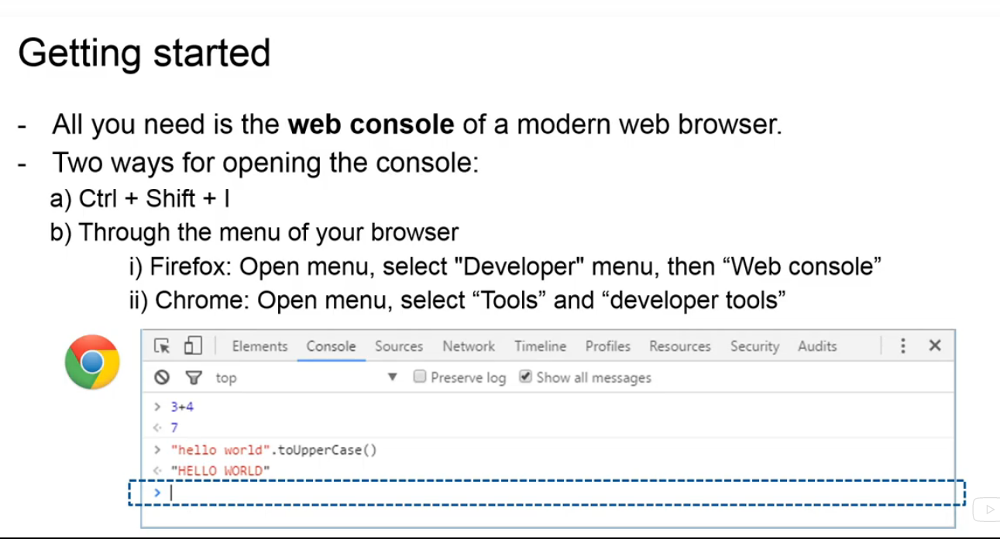 Getting started
- All you need is the web console of a modern web browser.
- Two ways for opening the console:
a) Ctrl + Shift + I
b) Through the menu of your browser
i) Firefox: Open menu, select "Developer" menu, then “Web console”
ii) Chrome: Open menu, select “Tools” and “developer tools”
Elements Console Sources Network Timeline Profiles Resources Security Audits
top Preserve log Show all messages
> 3+4
< 7
> "hello world".toUpperCase()
< "HELLO WORLD"
>